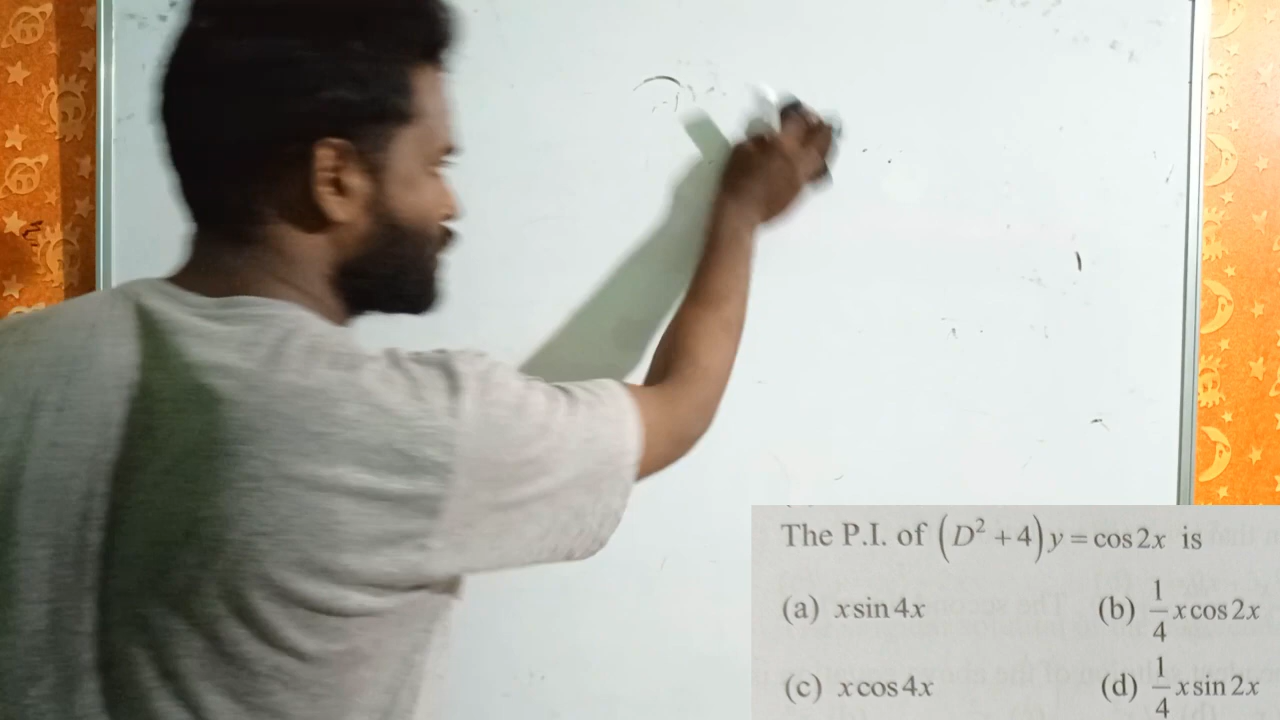 The P.I. of (D² + 4) y = cos 2x is
(a) x sin 4x (b) 1/4 x cos 2x
(c) x cos 4x (d) 1/4 x sin 2x